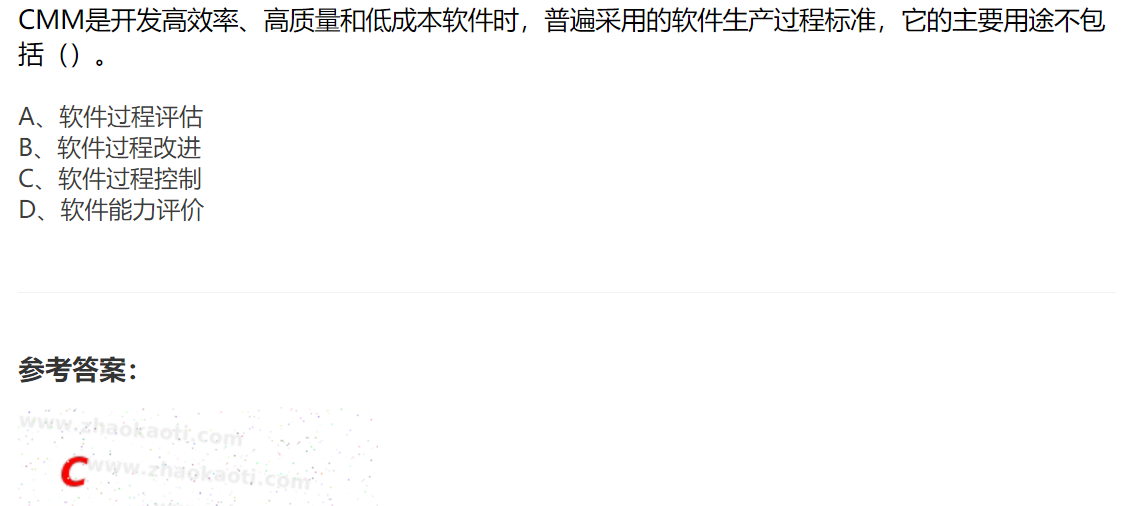 CMM是开发高效率、高质量和低成本软件时，普遍采用的软件生产过程标准，它的主要用途不包
括（）。
A、软件过程评估
B、软件过程改进
C、软件过程控制
D、软件能力评价
参考答案：
www.zhaokaoti.com
C
www.zhaokaoti.com